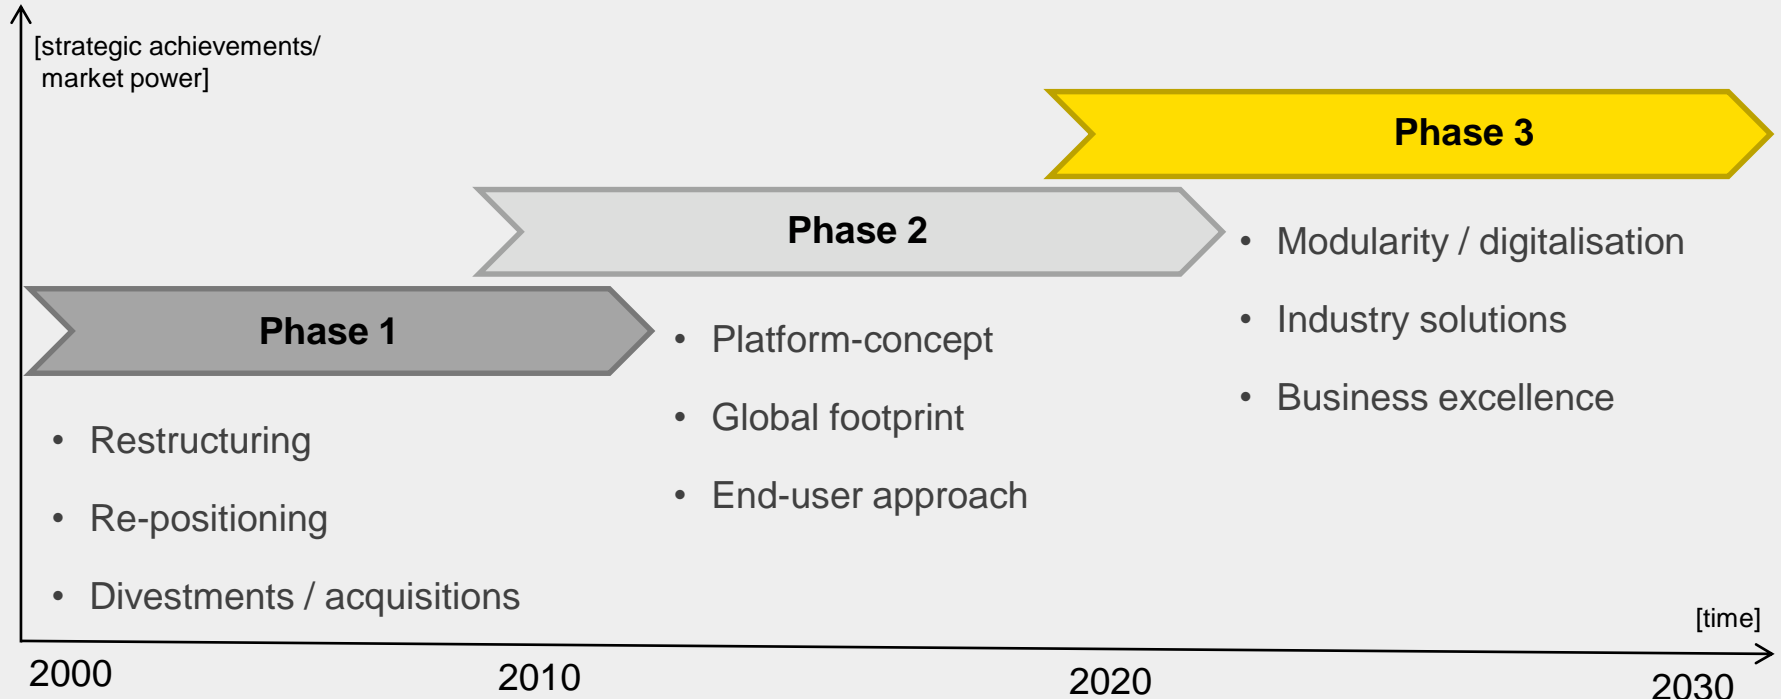 [strategic achievements/
market power]
Phase 3
Phase 2
• Modularity / digitalisation
• Industry solutions
• Business excellence
Phase 1
• Platform-concept
• Global footprint
• End-user approach
• Restructuring
• Re-positioning
• Divestments / acquisitions
[time]
2000
2010
2020
2030